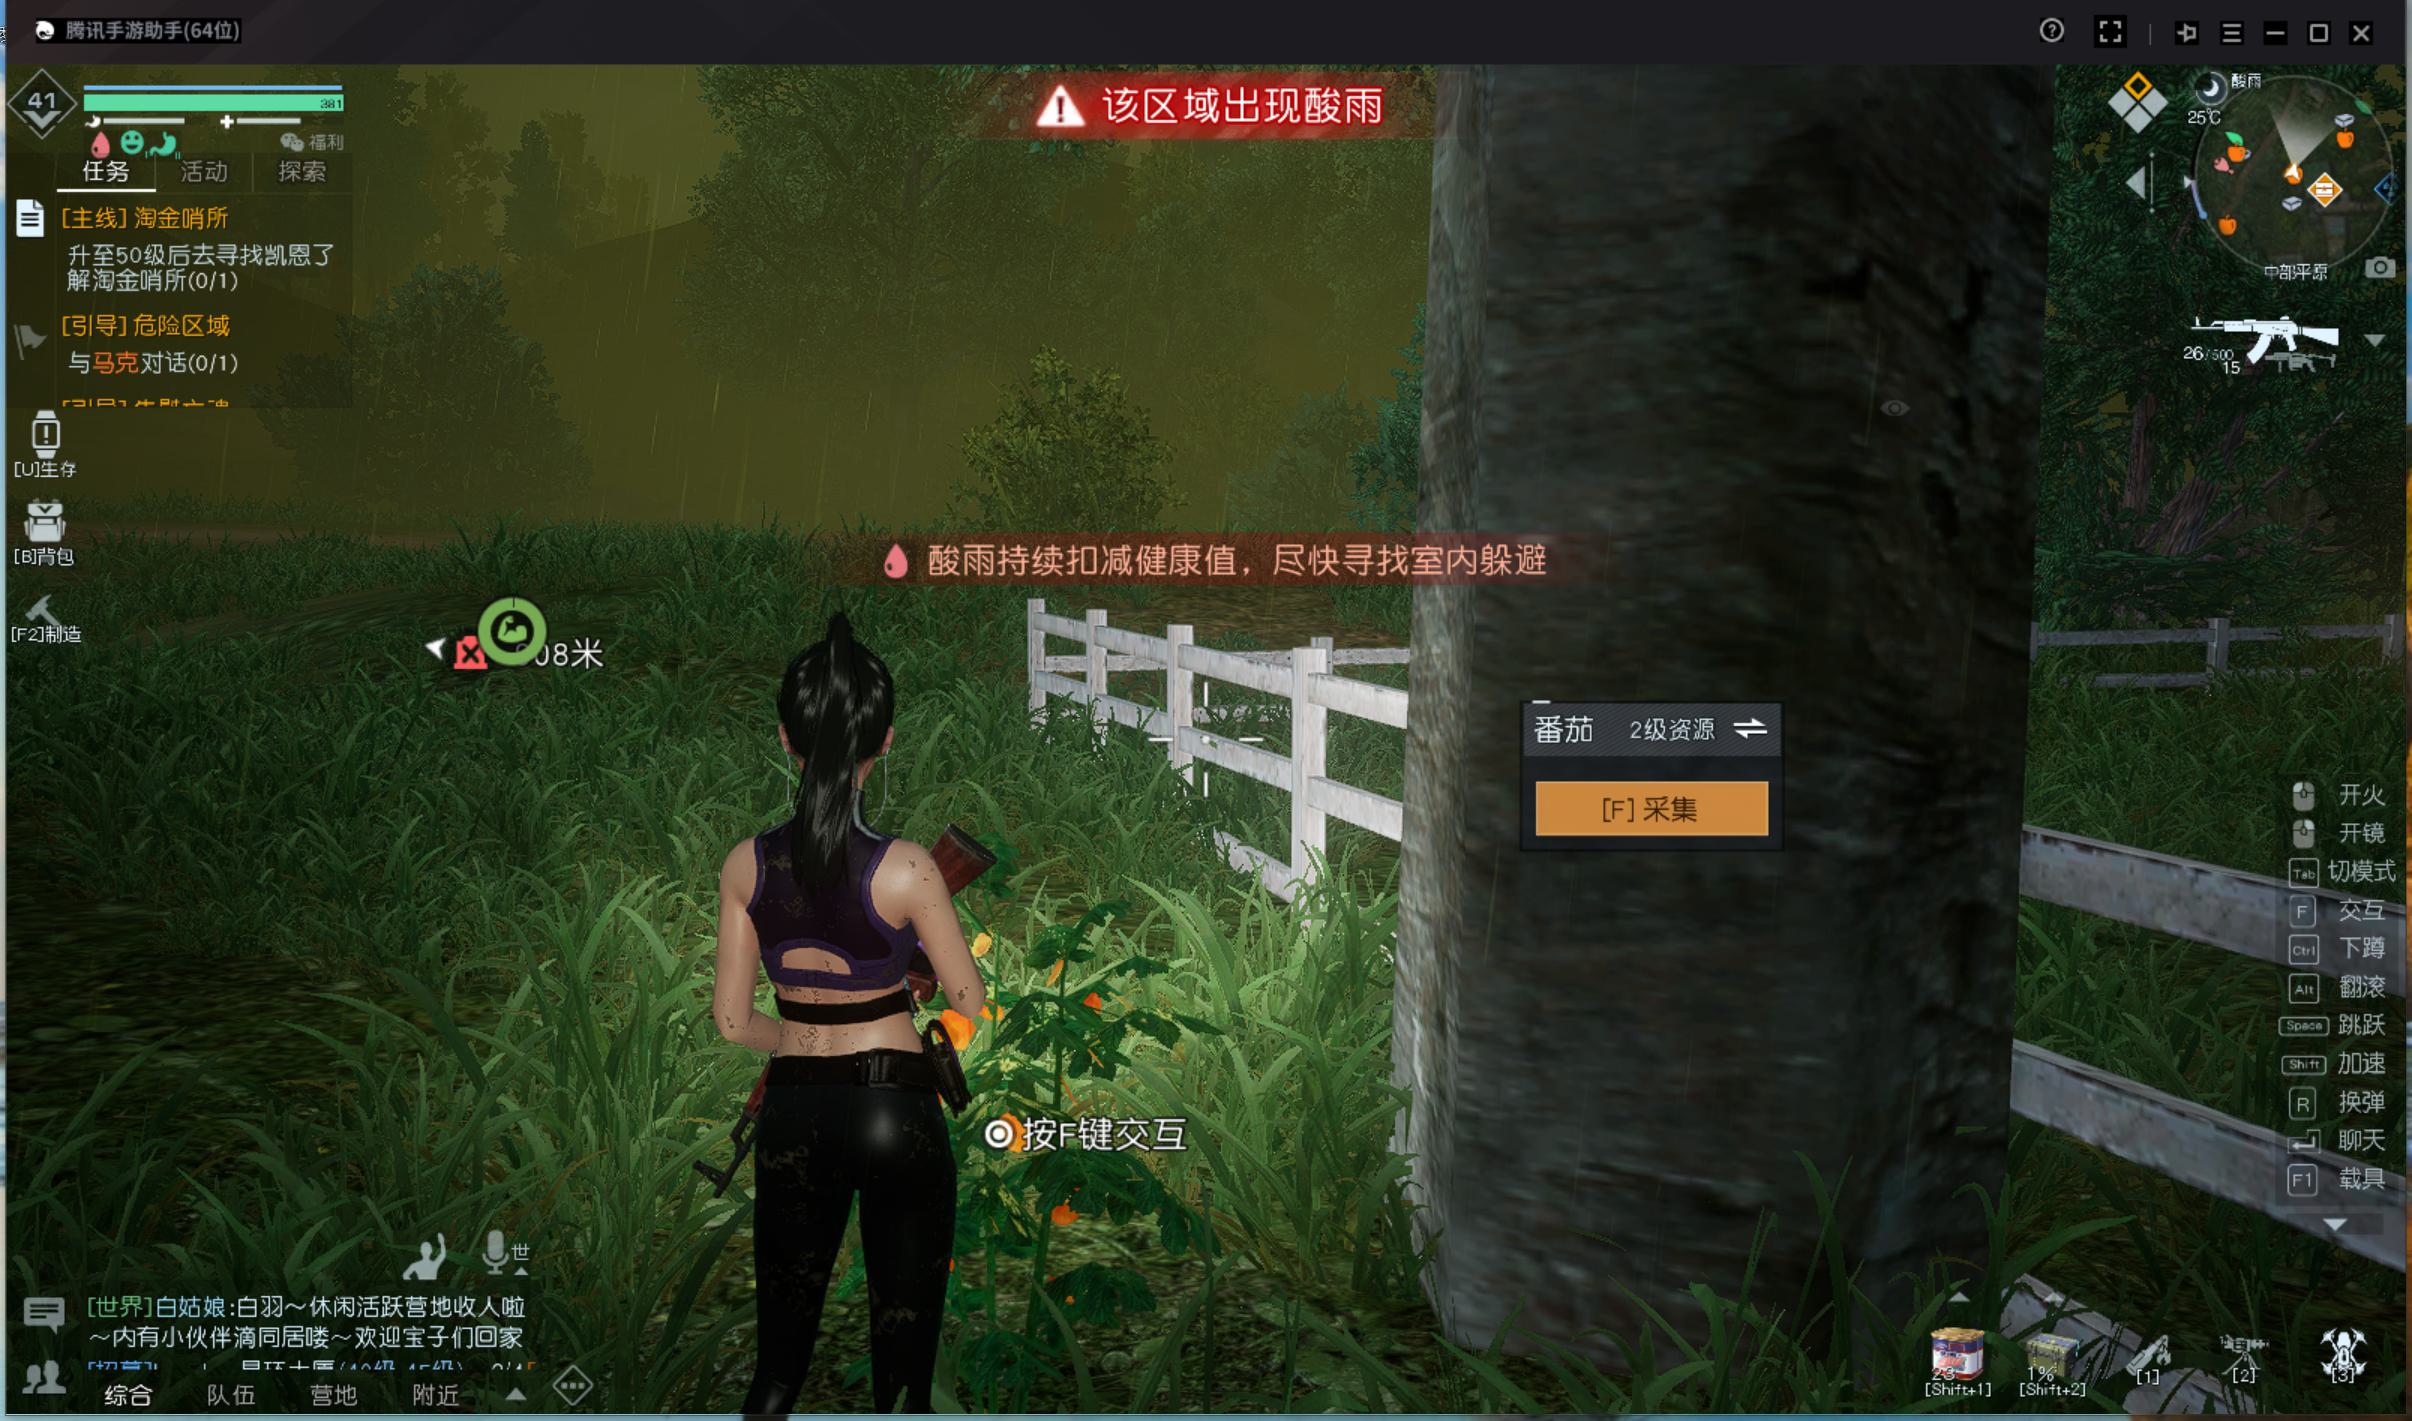 腾讯手游助手(64位)
41
381
福利
任务
活动
探索
[主线] 淘金哨所
升至50级后去寻找凯恩了
解淘金哨所(0/1)
[引导] 危险区域
与马克对话(0/1)
[U]生存
[B]背包
[F2]制造
该区域出现酸雨
酸雨持续扣减健康值，尽快寻找室内躲避
08米
番茄 2级资源
[F] 采集
按F键交互
酸雨
25℃
中部平原
26/500
15
开火
开镜
Tab 切模式
F 交互
Ctrl 下蹲
Alt 翻滚
Space 跳跃
Shift 加速
R 换弹
聊天
F1 载具
世
[世界]白姑娘:白羽～休闲活跃营地收人啦
～内有小伙伴滴同居喽～欢迎宝子们回家
综合
队伍
营地
附近
23
[Shift+1]
1%
[Shift+2]
[1]
[2]
[3]